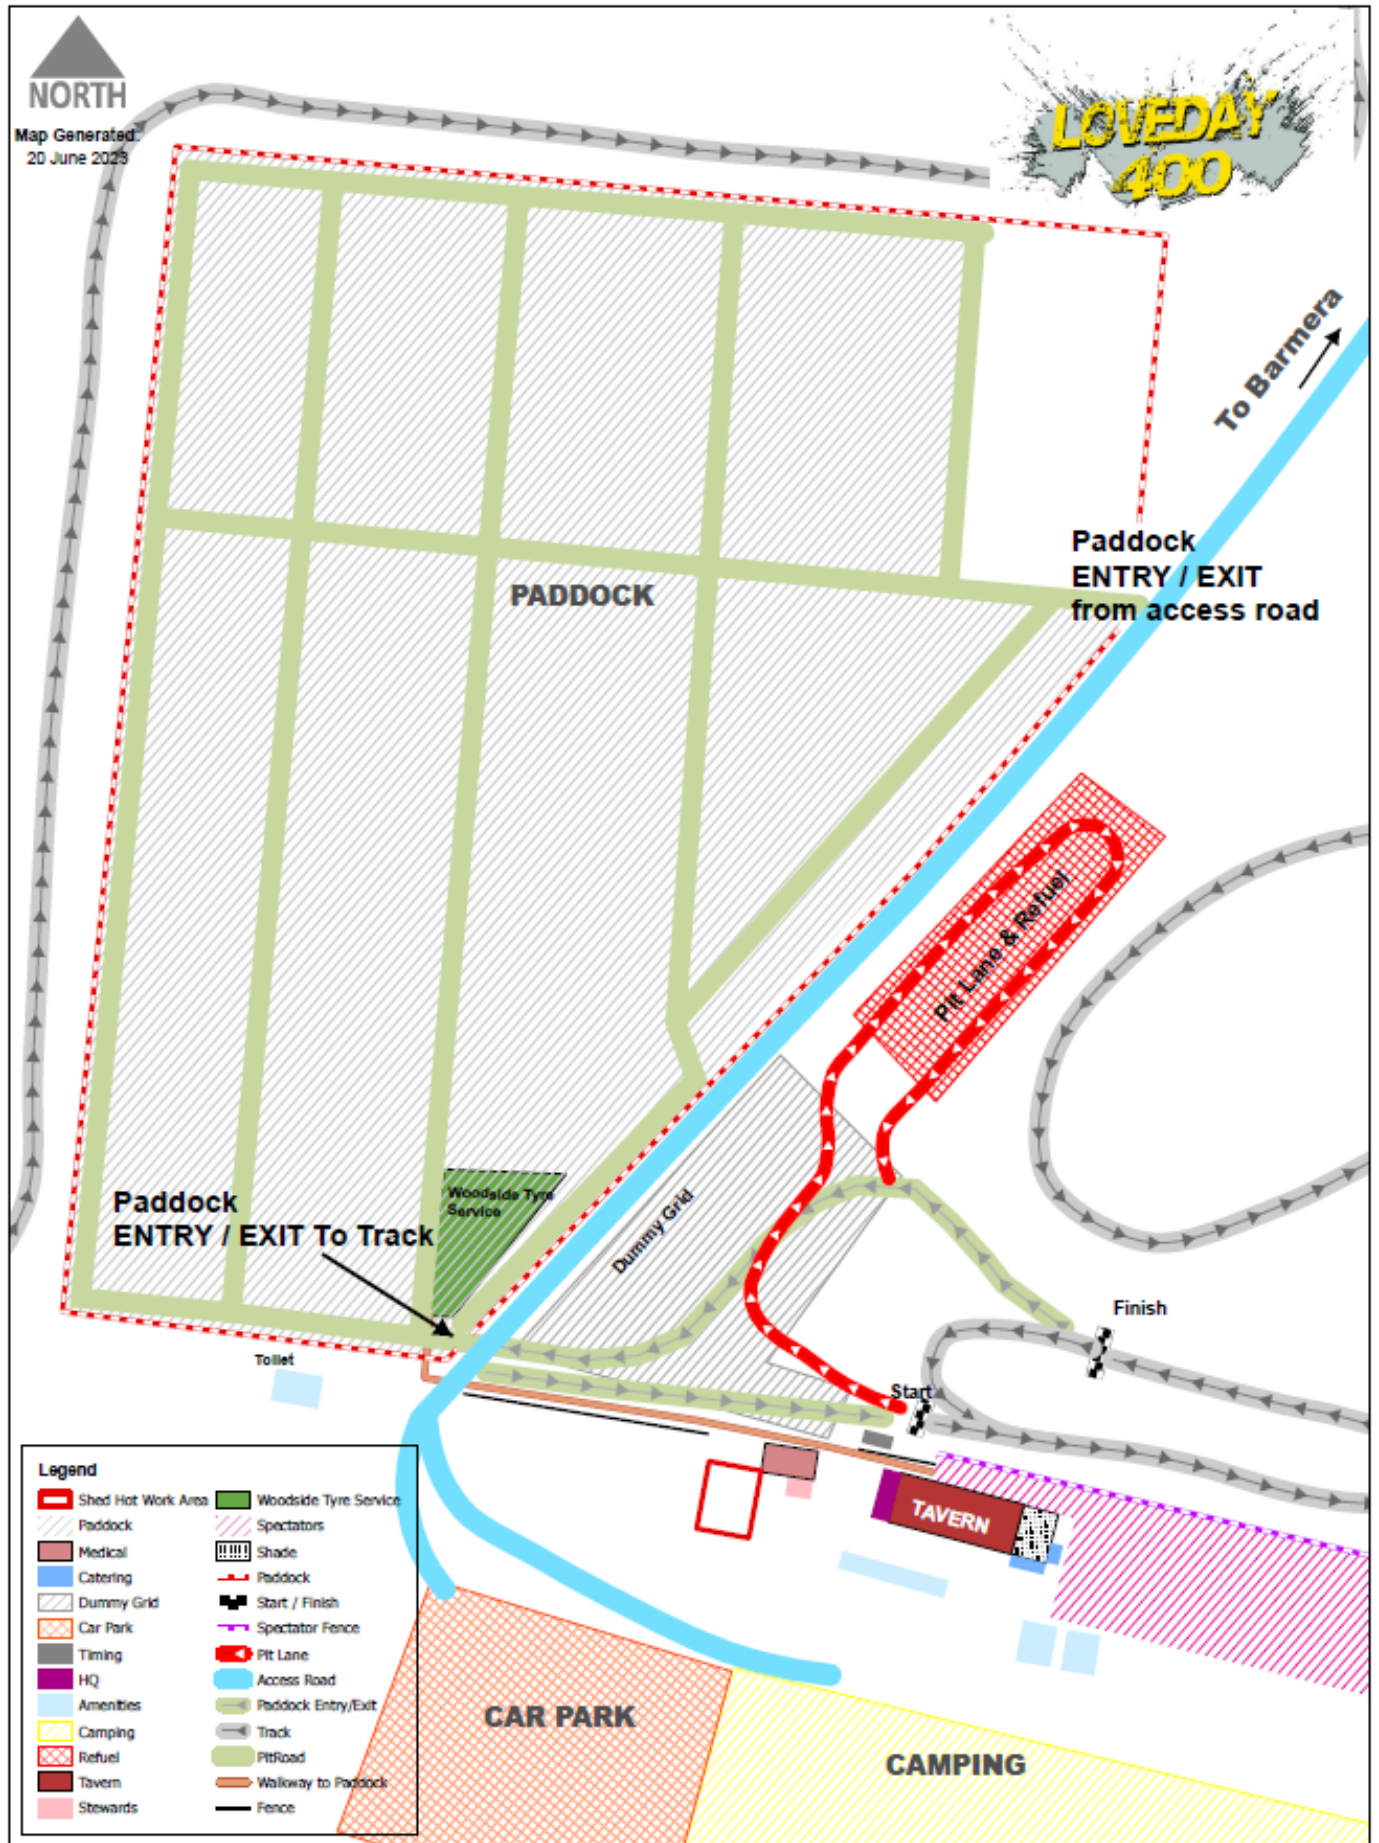 NORTH
Map Generated:
20 June 2023
LOVEDAY
400
To Barmera
Paddock
ENTRY / EXIT
from access road
PADDOCK
Pit Lane & Refuel
Woodside Tyre
Service
Paddock
ENTRY / EXIT To Track
Dummy Grid
Finish
Toilet
Start
TAVERN
Legend
Shed Hot Work Area
Paddock
Medical
Catering
Dummy Grid
Car Park
Timing
HQ
Amenities
Camping
Refuel
Tavern
Stewards
Woodside Tyre Service
Spectators
Shade
Paddock
Start / Finish
Spectator Fence
Pit Lane
Access Road
Paddock Entry/Exit
Track
PitRoad
Walkway to Paddock
Fence
CAR PARK
CAMPING